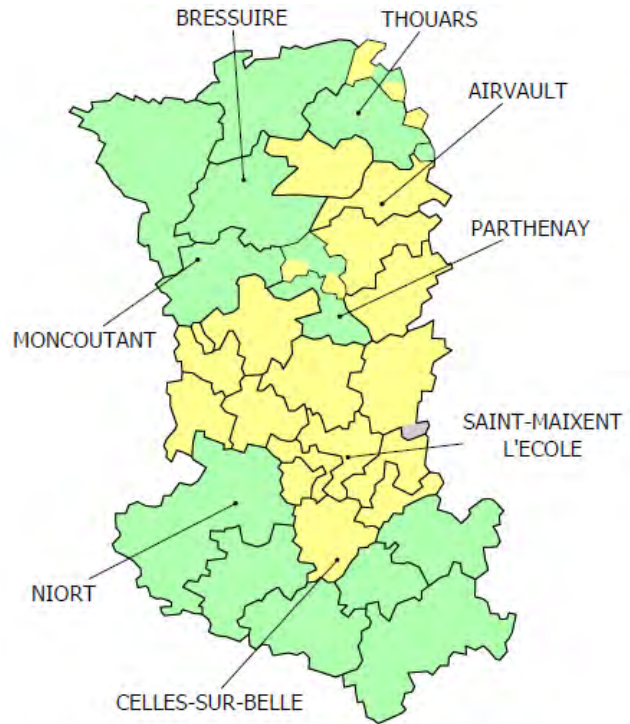 BRESSUIRE
THOUARS
AIRVAULT
PARTHENAY
MONCOUTANT
SAINT-MAIXENT
L'ECOLE
NIORT
CELLES-SUR-BELLE